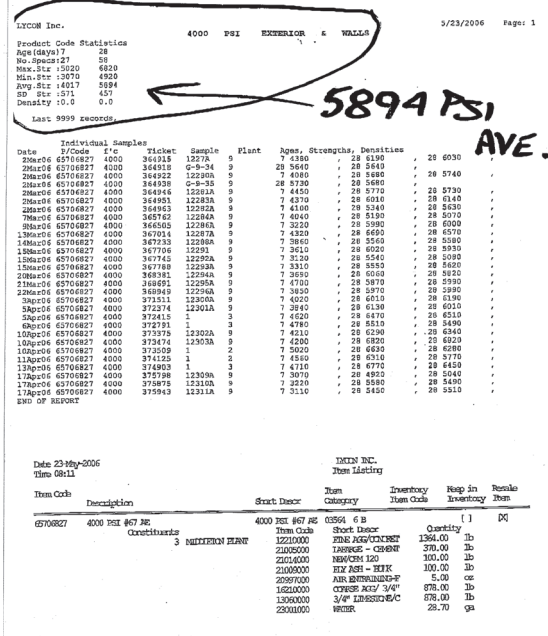 LYCON Inc. 4000 PSI EXTERIOR & WALLS 5/23/2006 Page: 1
Product Code Statistics
Age(days)7 28
No.Specs:27 58
Max.Str :5020 6820
Min.Str :3070 4920
Avg.Str :4017 5894
SD Str :571 457
Density :0.0 0.0
Last 9999 records,
5894 PSI
AVE.
Individual Samples
Date P/Code f'c Ticket Sample Plant Ages, Strengths, Densities
2Mar06 65706827 4000 364915 1227A 9 7 4380 , 28 6190 , 28 6030 ,
2Mar06 65706827 4000 364918 G-9-34 9 28 5640 , 28 5640 ,
2Mar06 65706827 4000 364922 12280A 9 7 4080 , 28 5680 , 28 5740 ,
2Mar06 65706827 4000 364938 G-9-35 9 28 5730 , 28 5680 ,
2Mar06 65706827 4000 364946 12281A 9 7 4450 , 28 5770 , 28 5730 ,
2Mar06 65706827 4000 364951 12283A 9 7 4370 , 28 6010 , 28 6140 ,
2Mar06 65706827 4000 364963 12282A 9 7 4100 , 28 5340 , 28 5630 ,
7Mar06 65706827 4000 365762 12284A 9 7 4040 , 28 5190 , 28 5070 ,
9Mar06 65706827 4000 366505 12286A 9 7 3220 , 28 5990 , 28 6000 ,
13Mar06 65706827 4000 367014 12287A 9 7 4320 , 28 6690 , 28 6570 ,
14Mar06 65706827 4000 367233 12288A 9 7 3860 , 28 5560 , 28 5580 ,
15Mar06 65706827 4000 367706 12291 9 7 3610 , 28 6020 , 28 5930 ,
15Mar06 65706827 4000 367745 12292A 9 7 3120 , 28 5540 , 28 5080 ,
15Mar06 65706827 4000 367788 12293A 9 7 3310 , 28 5550 , 28 5620 ,
20Mar06 65706827 4000 368381 12294A 9 7 3690 , 28 6060 , 28 5820 ,
21Mar06 65706827 4000 368691 12295A 9 7 4700 , 28 5870 , 28 5990 ,
22Mar06 65706827 4000 368949 12296A 9 7 3850 , 28 5970 , 28 5890 ,
3Apr06 65706827 4000 371511 12300A 9 7 4020 , 28 6010 , 28 6190 ,
5Apr06 65706827 4000 372374 12301A 9 7 3840 , 28 6130 , 28 6010 ,
5Apr06 65706827 4000 372415 1 3 7 4620 , 28 6470 , 28 6510 ,
6Apr06 65706827 4000 372791 1 3 7 4780 , 28 5510 , 28 5490 ,
10Apr06 65706827 4000 373375 12302A 9 7 4210 , 28 6290 , 28 6340 ,
10Apr06 65706827 4000 373474 12303A 9 7 4200 , 28 6820 , 28 6820 ,
10Apr06 65706827 4000 373509 1 2 7 5020 , 28 6630 , 28 6280 ,
11Apr06 65706827 4000 374125 1 2 7 4560 , 28 6310 , 28 5770 ,
13Apr06 65706827 4000 374903 1 3 7 4710 , 28 6770 , 28 6450 ,
17Apr06 65706827 4000 375798 12309A 9 7 3070 , 28 4920 , 28 5040 ,
17Apr06 65706827 4000 375875 12310A 9 7 3220 , 28 5580 , 28 5490 ,
17Apr06 65706827 4000 375943 12311A 9 7 3110 , 28 5450 , 28 5510 ,
END OF REPORT
Date 23-May-2006 LYCON INC.
Time 08:11 Item Listing
Item Code Description Short Descr Item Category Inventory Item Code Keep in Inventory Resale Item
65706827 4000 PSI #67 AE 4000 PSI #67 AE 03564 6 B [ ] [X]
Constituents Item Code Short Descr Quantity
3 MIDDLETON PLANT 12210000 FINE AGG/CONCRET 1364.00 lb
21005000 LAFARGE - CEMENT 370.00 lb
21014000 NEWCEM 120 100.00 lb
21009000 FLY ASH - BULK 100.00 lb
20997000 AIR ENTRAINING-F 5.00 oz
16210000 COARSE AGG/ 3/4" 878.00 lb
13060000 3/4" LIMESTONE/C 878.00 lb
23001000 WATER 28.70 ga